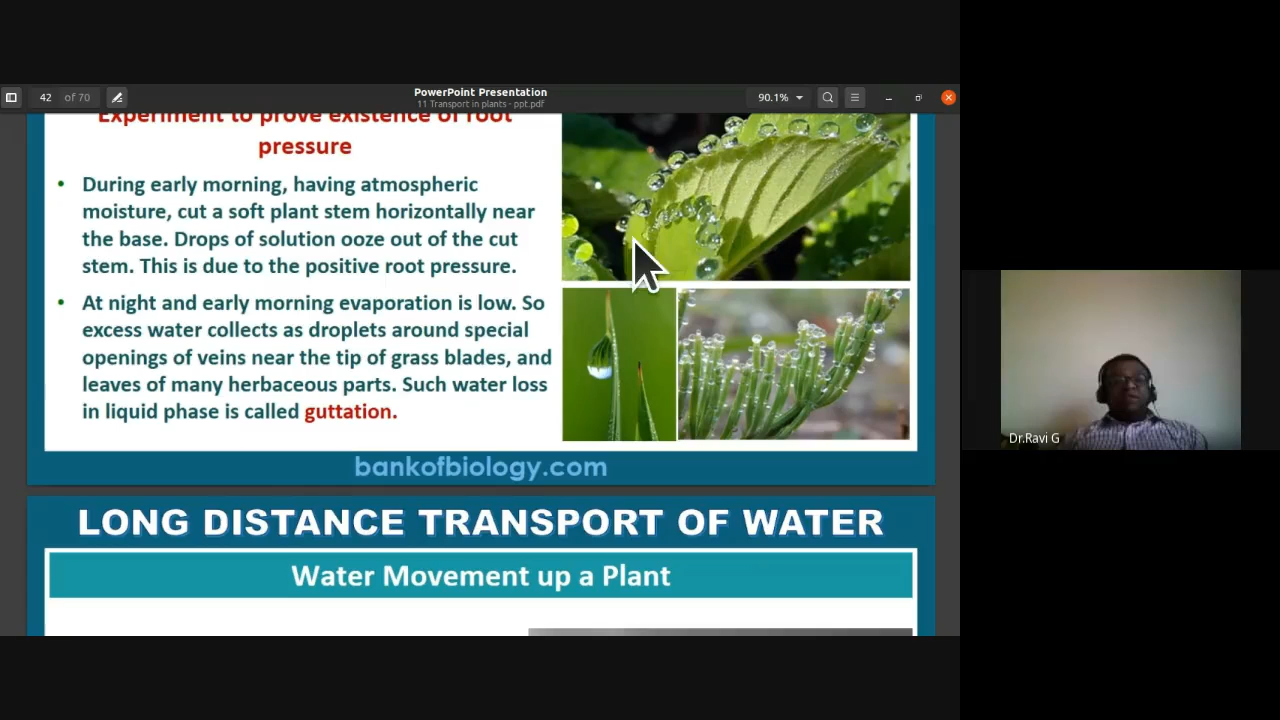 42 of 70
PowerPoint Presentation
11 Transport in plants - ppt.pdf
90.1%
Experiment to prove existence of root
pressure
• During early morning, having atmospheric
moisture, cut a soft plant stem horizontally near
the base. Drops of solution ooze out of the cut
stem. This is due to the positive root pressure.
• At night and early morning evaporation is low. So
excess water collects as droplets around special
openings of veins near the tip of grass blades, and
leaves of many herbaceous parts. Such water loss
in liquid phase is called guttation.
bankofbiology.com
LONG DISTANCE TRANSPORT OF WATER
Water Movement up a Plant
Dr.Ravi G